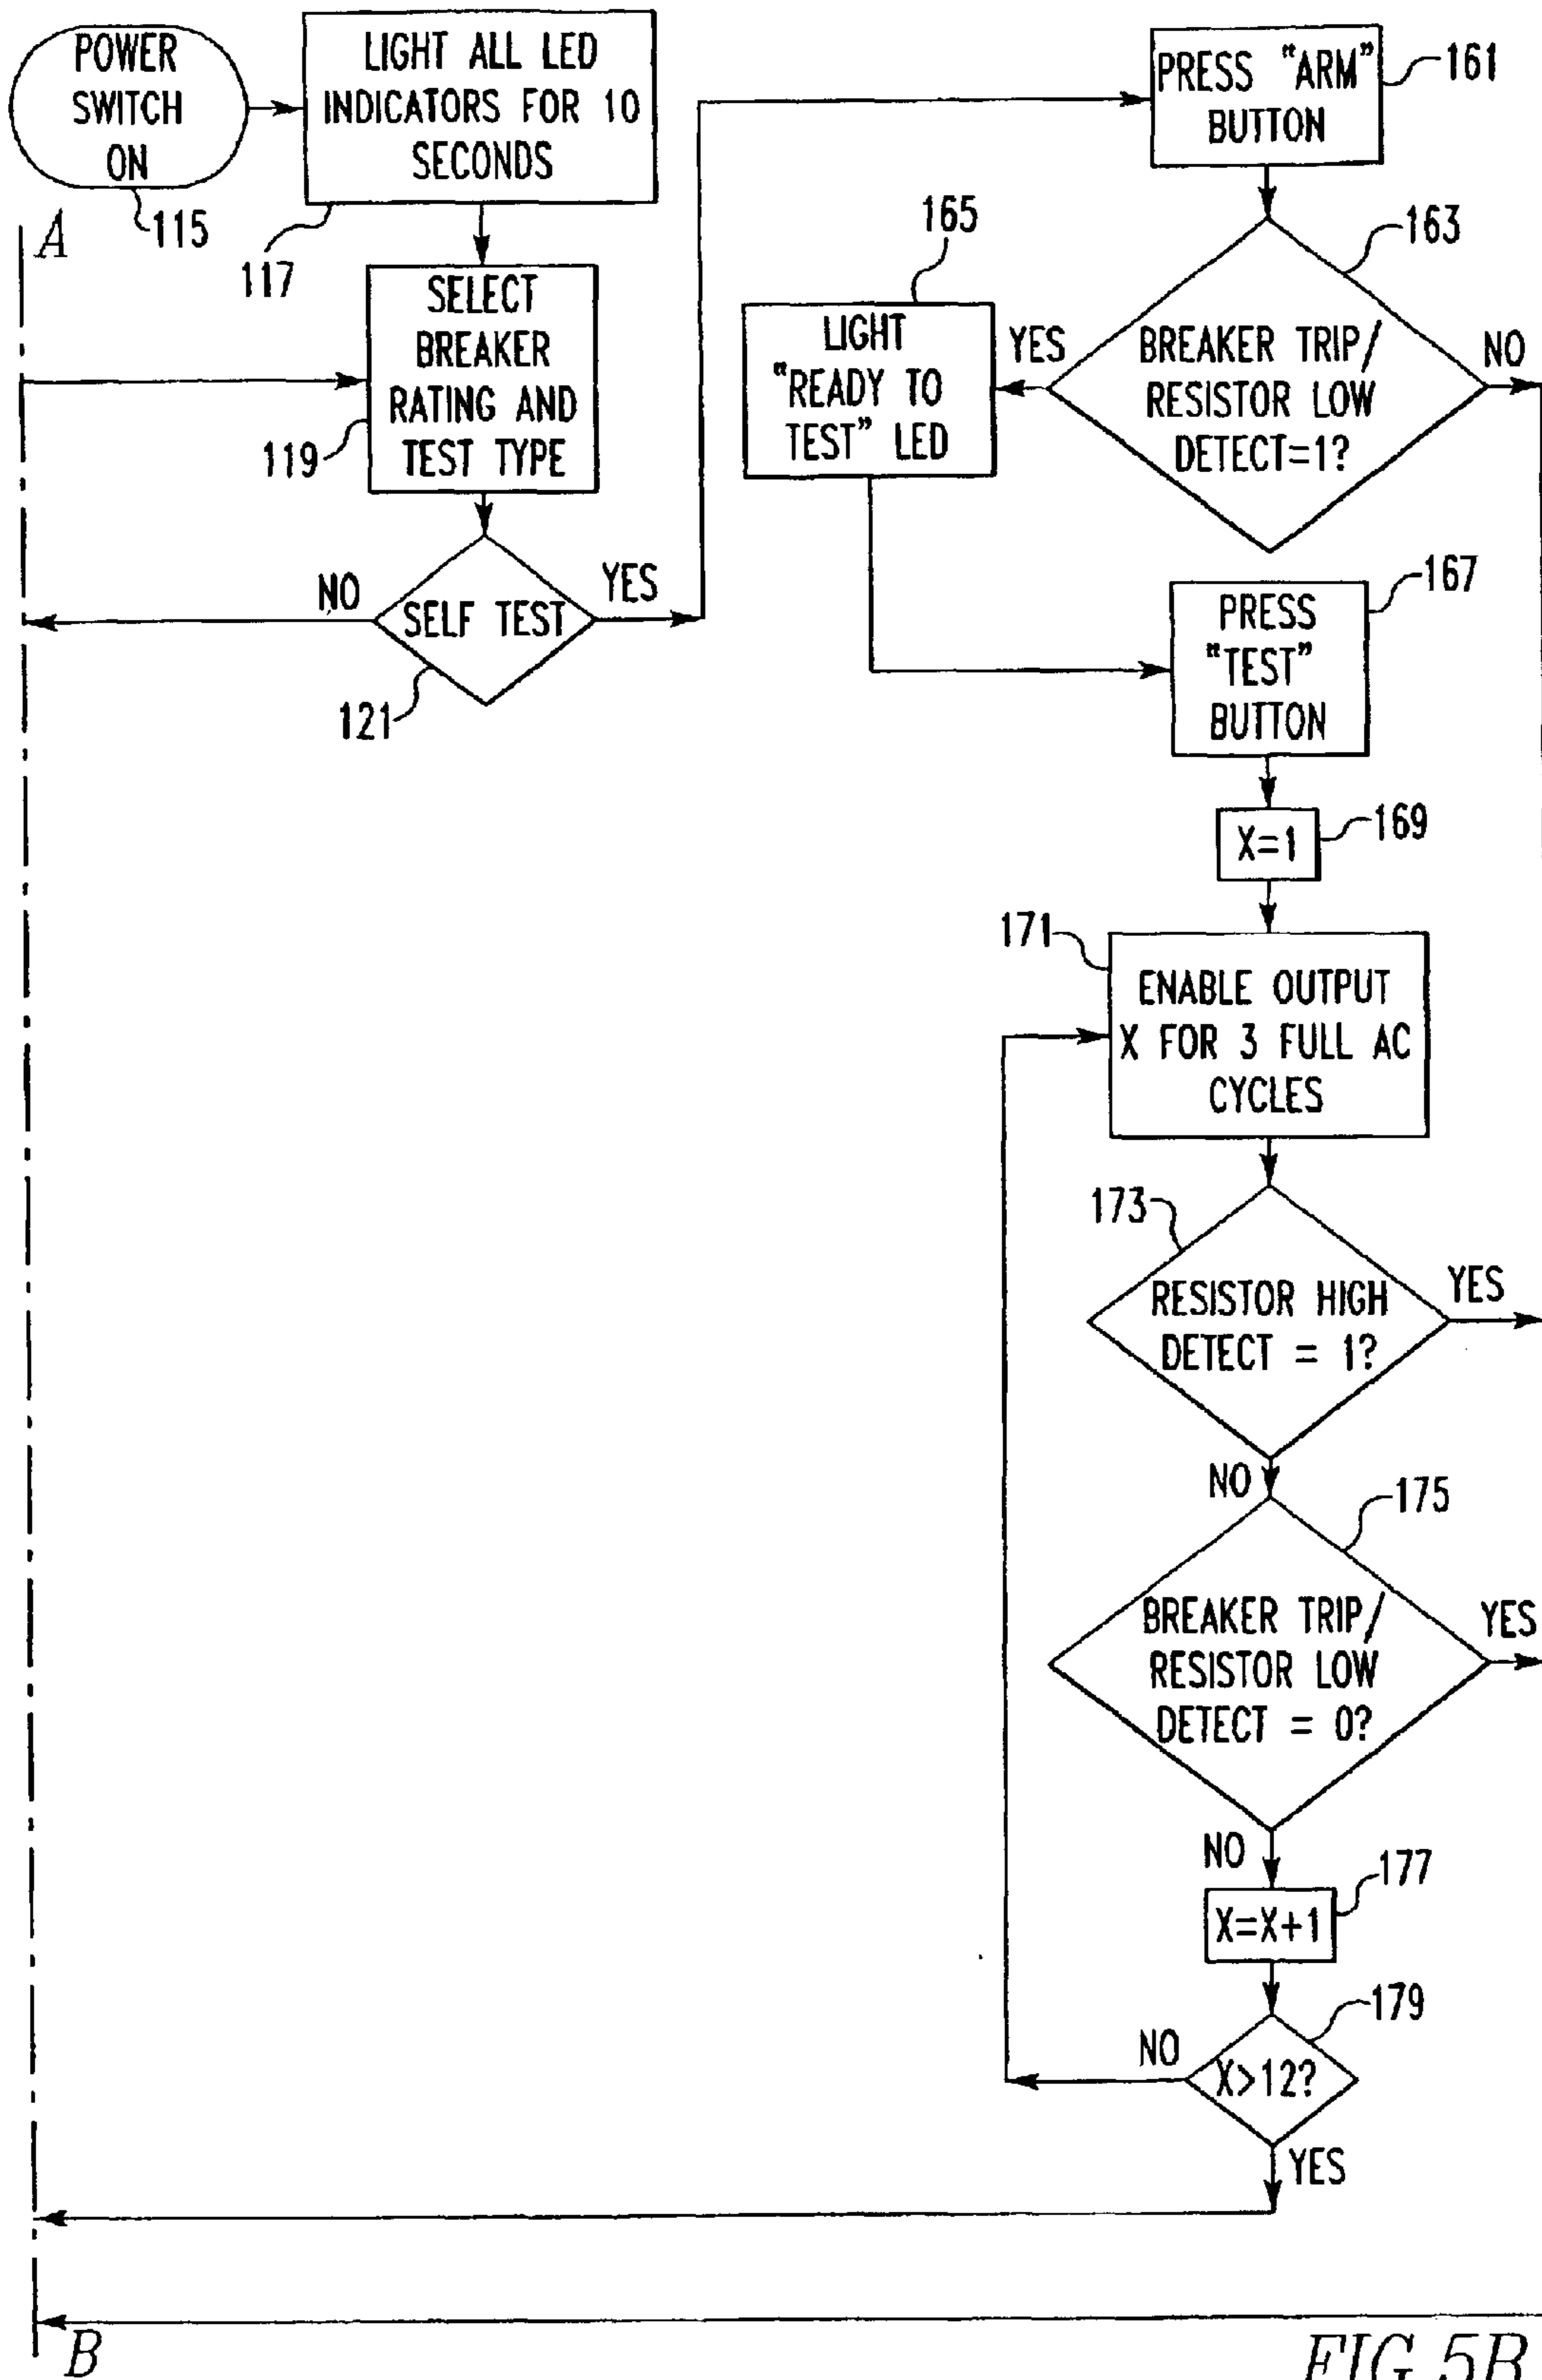 POWER
SWITCH
ON
115
LIGHT ALL LED
INDICATORS FOR 10
SECONDS
117
A
SELECT
BREAKER
RATING AND
TEST TYPE
119
SELF TEST
NO
YES
121
PRESS "ARM"
BUTTON
161
163
BREAKER TRIP/
RESISTOR LOW
DETECT=1?
YES
NO
165
LIGHT
"READY TO
TEST" LED
167
PRESS
"TEST"
BUTTON
X=1
169
171
ENABLE OUTPUT
X FOR 3 FULL AC
CYCLES
173
RESISTOR HIGH
DETECT = 1?
YES
NO
175
BREAKER TRIP/
RESISTOR LOW
DETECT = 0?
YES
NO
177
X=X+1
179
X>12?
NO
YES
B
FIG.5B